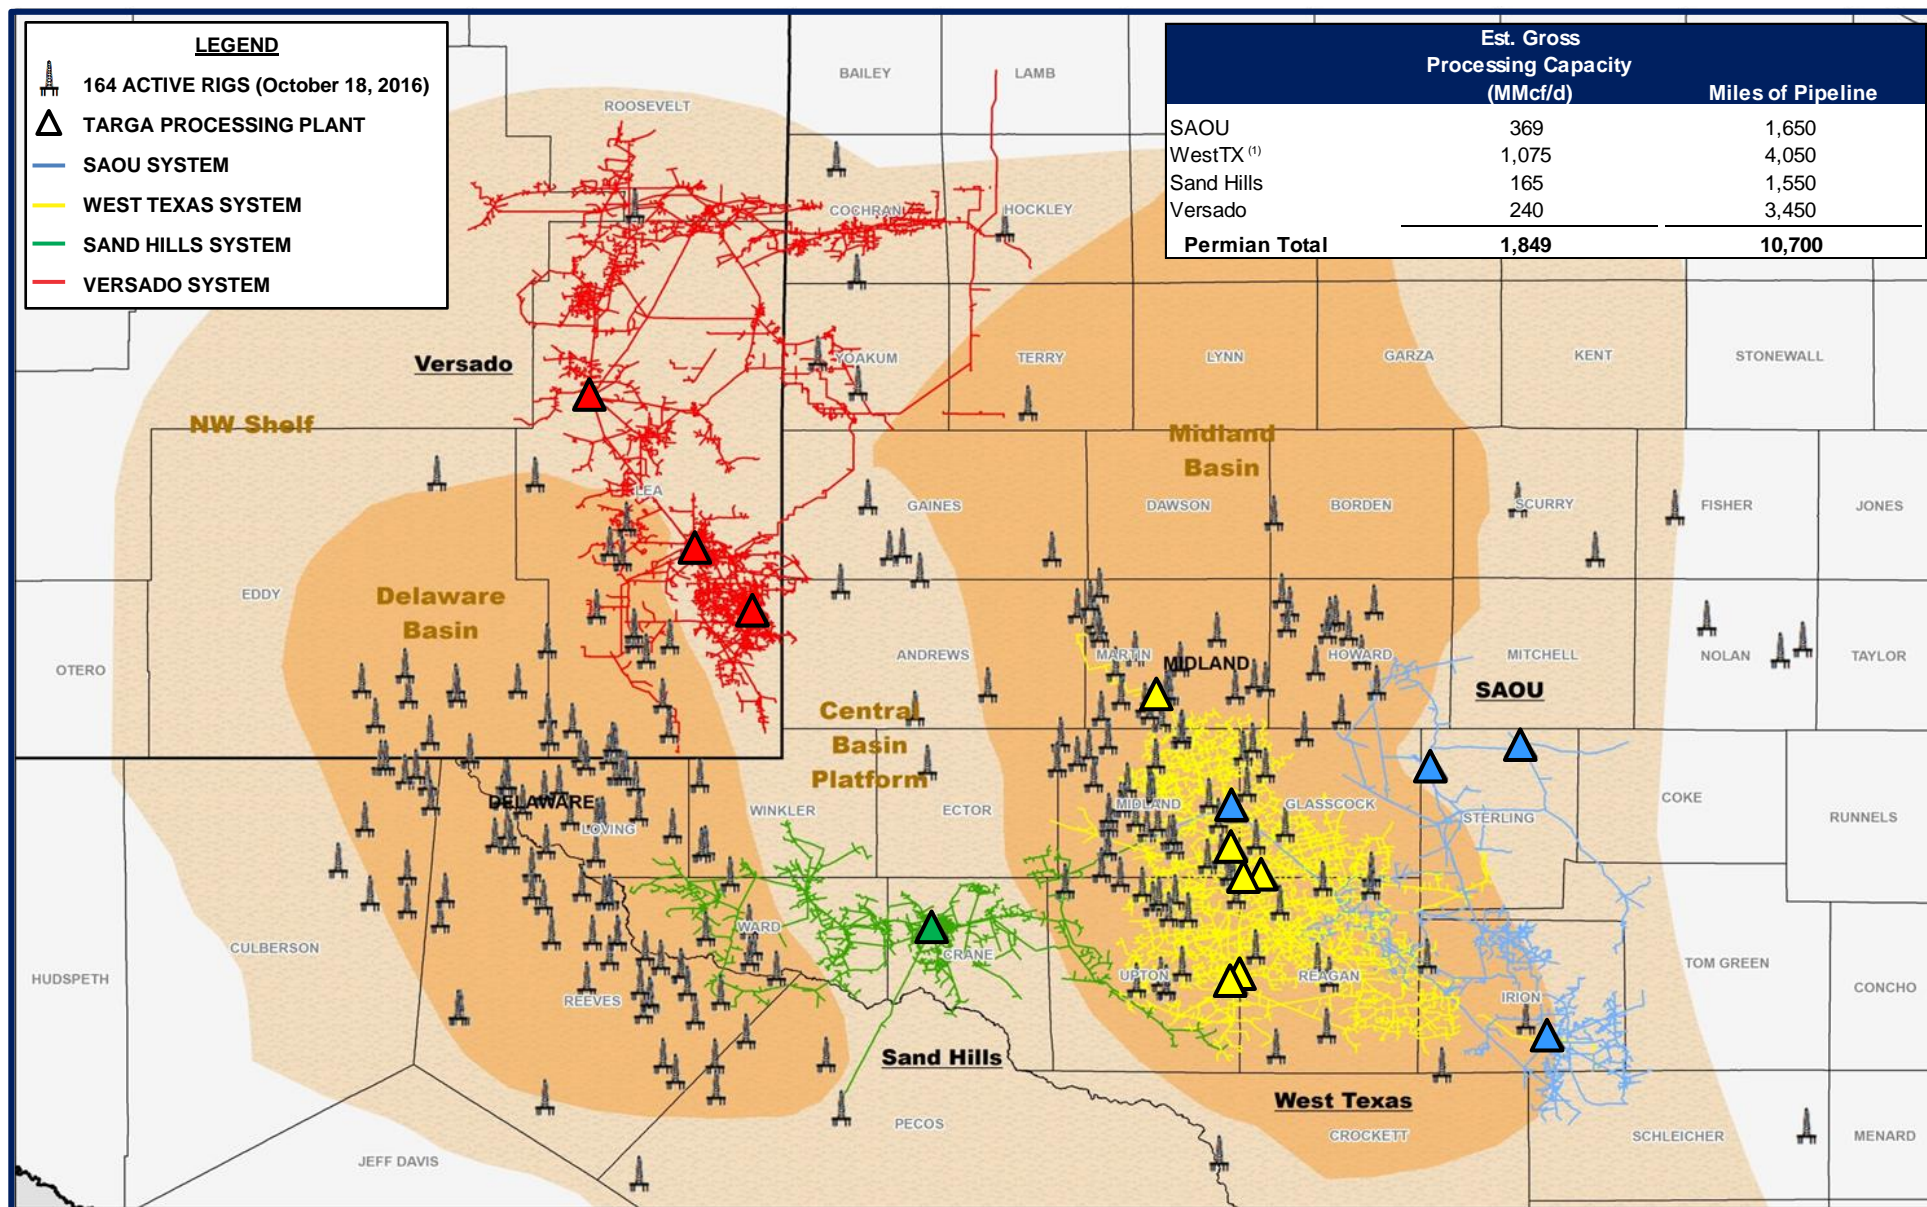 LEGEND
164 ACTIVE RIGS (October 18, 2016)
TARGA PROCESSING PLANT
SAOU SYSTEM
WEST TEXAS SYSTEM
SAND HILLS SYSTEM
VERSADO SYSTEM
Est. Gross
Processing Capacity
(MMcf/d) Miles of Pipeline
SAOU 369 1,650
WestTX (1) 1,075 4,050
Sand Hills 165 1,550
Versado 240 3,450
Permian Total 1,849 10,700
BAILEY LAMB
ROOSEVELT
COCHRAN HOCKLEY
YOAKUM TERRY LYNN GARZA KENT STONEWALL
Versado
NW Shelf
Midland
Basin
LEA GAINES DAWSON BORDEN SCURRY FISHER JONES
EDDY
Delaware
Basin
OTERO ANDREWS MARTIN MIDLAND HOWARD MITCHELL NOLAN TAYLOR
SAOU
Central
Basin
Platform
DELAWARE
LOVING WINKLER ECTOR MIDLAND GLASSCOCK STERLING COKE RUNNELS
CULBERSON WARD CRANE
HUDSPETH REEVES UPTON REAGAN IRION TOM GREEN CONCHO
Sand Hills
West Texas
JEFF DAVIS PECOS CROCKETT SCHLEICHER MENARD